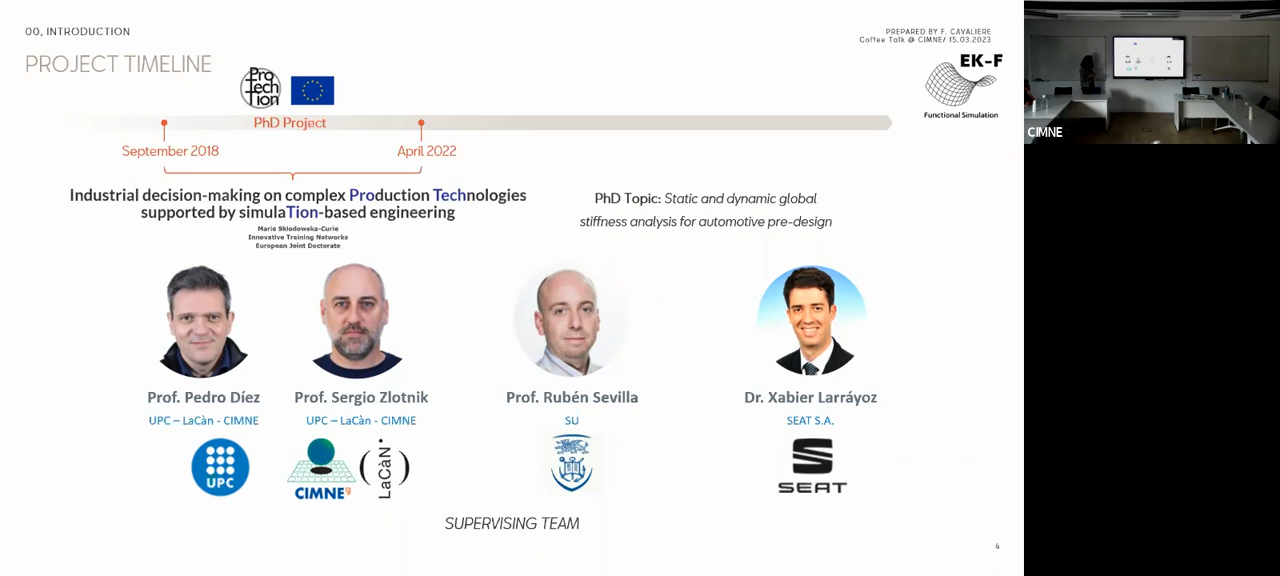 00, INTRODUCTION
PREPARED BY F. CAVALIERE
Coffee Talk @ CIMNE/ 15.03.2023
PROJECT TIMELINE
Pro
Tech
Tion
EK-F
Functional Simulation
PhD Project
September 2018
April 2022
Industrial decision-making on complex Production Technologies
supported by simulaTion-based engineering
Marie Sklodowska-Curie
Innovative Training Networks
European Joint Doctorate
PhD Topic: Static and dynamic global
stiffness analysis for automotive pre-design
Prof. Pedro Díez
Prof. Sergio Zlotnik
Prof. Rubén Sevilla
Dr. Xabier Larráyoz
UPC – LaCàn - CIMNE
UPC – LaCàn - CIMNE
SU
SEAT S.A.
UPC
CIMNE
LaCàN
SEAT
SUPERVISING TEAM
4
CIMNE